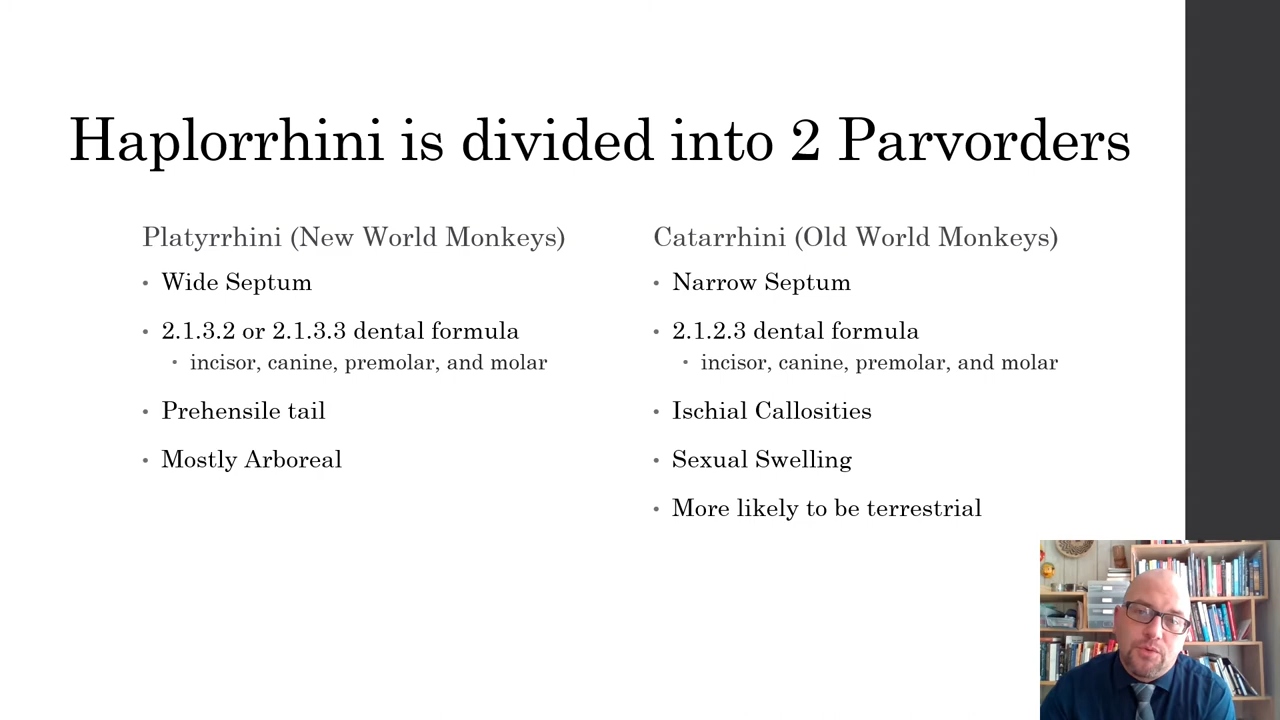 Haplorrhini is divided into 2 Parvorders
Platyrrhini (New World Monkeys)
• Wide Septum
• 2.1.3.2 or 2.1.3.3 dental formula
• incisor, canine, premolar, and molar
• Prehensile tail
• Mostly Arboreal
Catarrhini (Old World Monkeys)
• Narrow Septum
• 2.1.2.3 dental formula
• incisor, canine, premolar, and molar
• Ischial Callosities
• Sexual Swelling
• More likely to be terrestrial